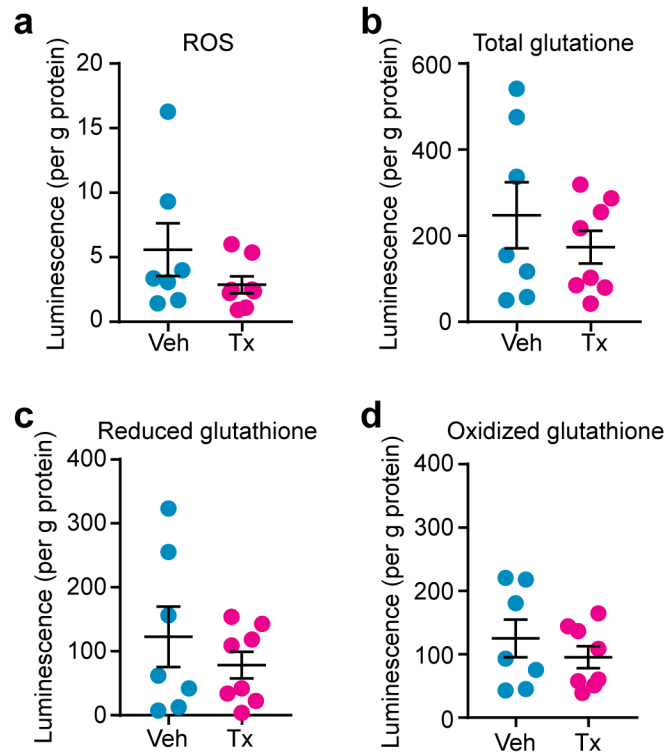 a
ROS
Luminescence (per g protein)
20
15
10
5
0
Veh Tx
b
Total glutatione
Luminescence (per g protein)
600
400
200
0
Veh Tx
c
Reduced glutathione
Luminescence (per g protein)
400
300
200
100
0
Veh Tx
d
Oxidized glutathione
Luminescence (per g protein)
400
300
200
100
0
Veh Tx